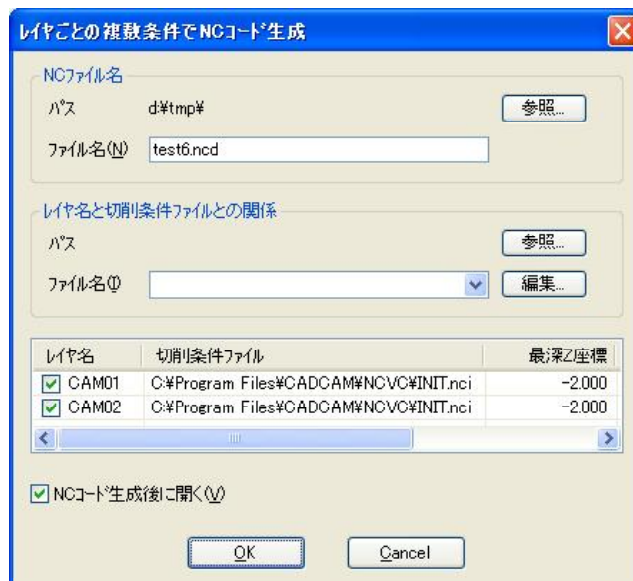 レイヤごとの複数条件でNCコード生成
NCファイル名
パス d:¥tmp¥ 参照...
ファイル名(N) test6.ncd
レイヤ名と切削条件ファイルとの関係
パス 参照...
ファイル名(I) 編集...
レイヤ名 切削条件ファイル 最深Z座標
CAM01 C:¥Program Files¥CADCAM¥NCVC¥INIT.nci -2.000
CAM02 C:¥Program Files¥CADCAM¥NCVC¥INIT.nci -2.000
NCコード生成後に開く(V)
OK Cancel